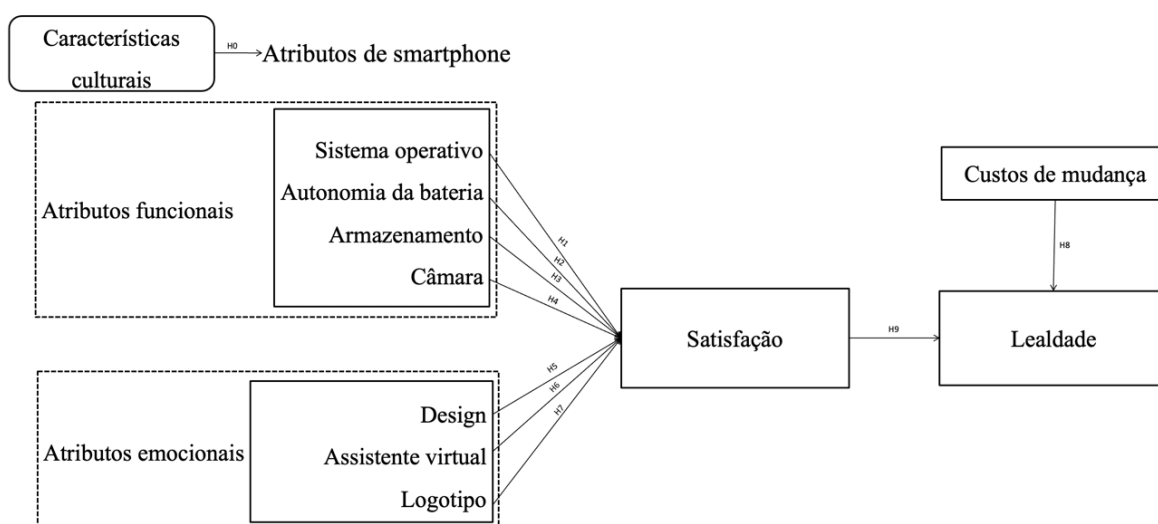 Características
culturais
H0
Atributos de smartphone
Atributos funcionais
Sistema operativo
Autonomia da bateria
Armazenamento
Câmara
H1
H2
H3
H4
Custos de mudança
H8
Satisfação
H9
Lealdade
Atributos emocionais
Design
Assistente virtual
Logotipo
H5
H6
H7